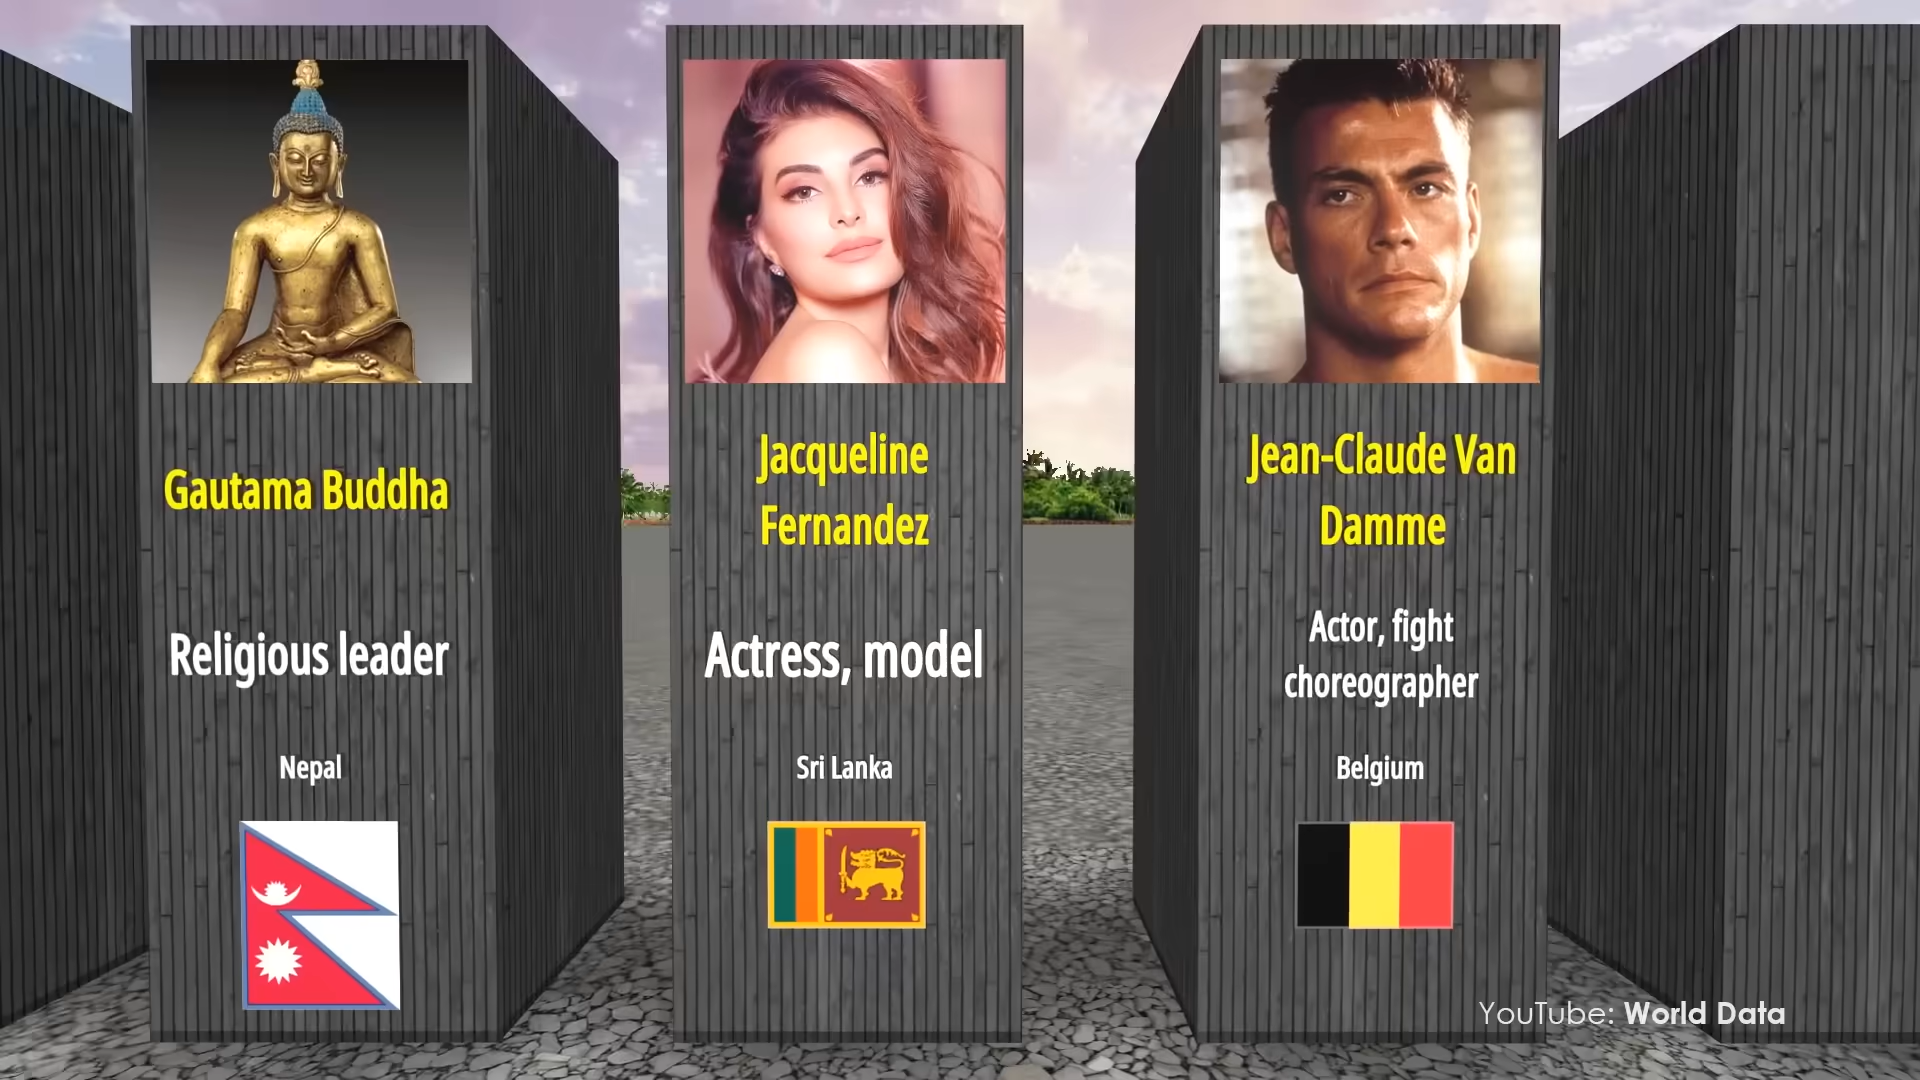 Gautama Buddha
Religious leader
Nepal
Jacqueline
Fernandez
Actress, model
Sri Lanka
Jean-Claude Van
Damme
Actor, fight
choreographer
Belgium
YouTube: World Data